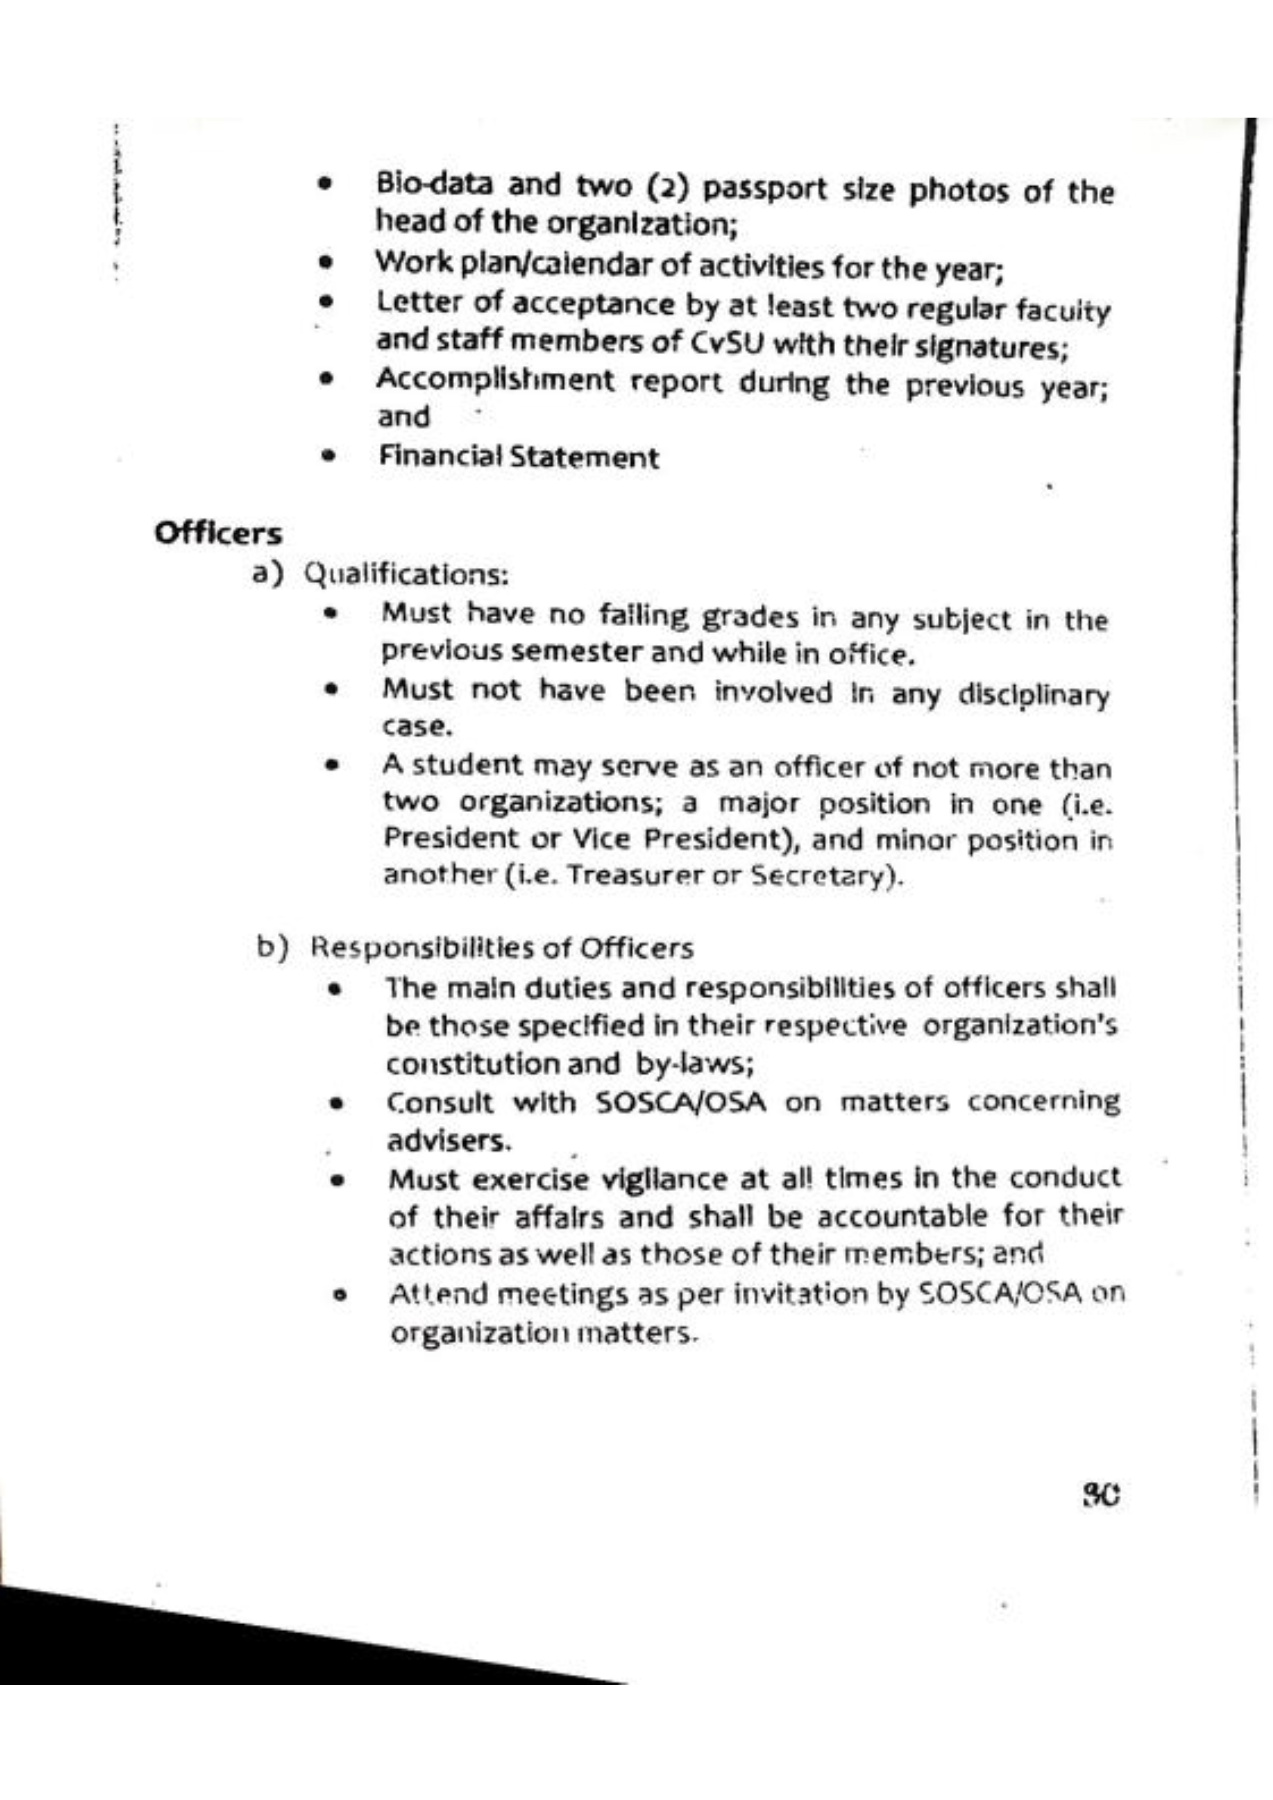 • Bio-data and two (2) passport size photos of the
head of the organization;
• Work plan/calendar of activities for the year;
• Letter of acceptance by at least two regular faculty
and staff members of CvSU with their signatures;
• Accomplishment report during the previous year;
and
• Financial Statement
Officers
a) Qualifications:
• Must have no failing grades in any subject in the
previous semester and while in office.
• Must not have been involved in any disciplinary
case.
• A student may serve as an officer of not more than
two organizations; a major position in one (i.e.
President or Vice President), and minor position in
another (i.e. Treasurer or Secretary).
b) Responsibilities of Officers
• The main duties and responsibilities of officers shall
be those specified in their respective organization's
constitution and by-laws;
• Consult with SOSCA/OSA on matters concerning
advisers.
• Must exercise vigilance at all times in the conduct
of their affairs and shall be accountable for their
actions as well as those of their members; and
• Attend meetings as per invitation by SOSCA/OSA on
organization matters.